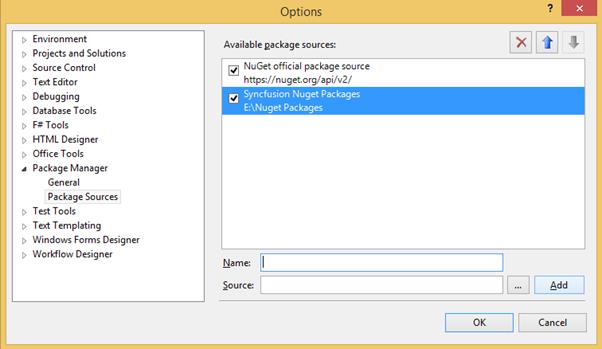 Options
?
Environment
Projects and Solutions
Source Control
Text Editor
Debugging
Database Tools
F# Tools
HTML Designer
Office Tools
Package Manager
General
Package Sources
Test Tools
Text Templating
Windows Forms Designer
Workflow Designer
Available package sources:
NuGet official package source
https://nuget.org/api/v2/
Syncfusion Nuget Packages
E:\Nuget Packages
Name:
Source:
...
Add
OK
Cancel